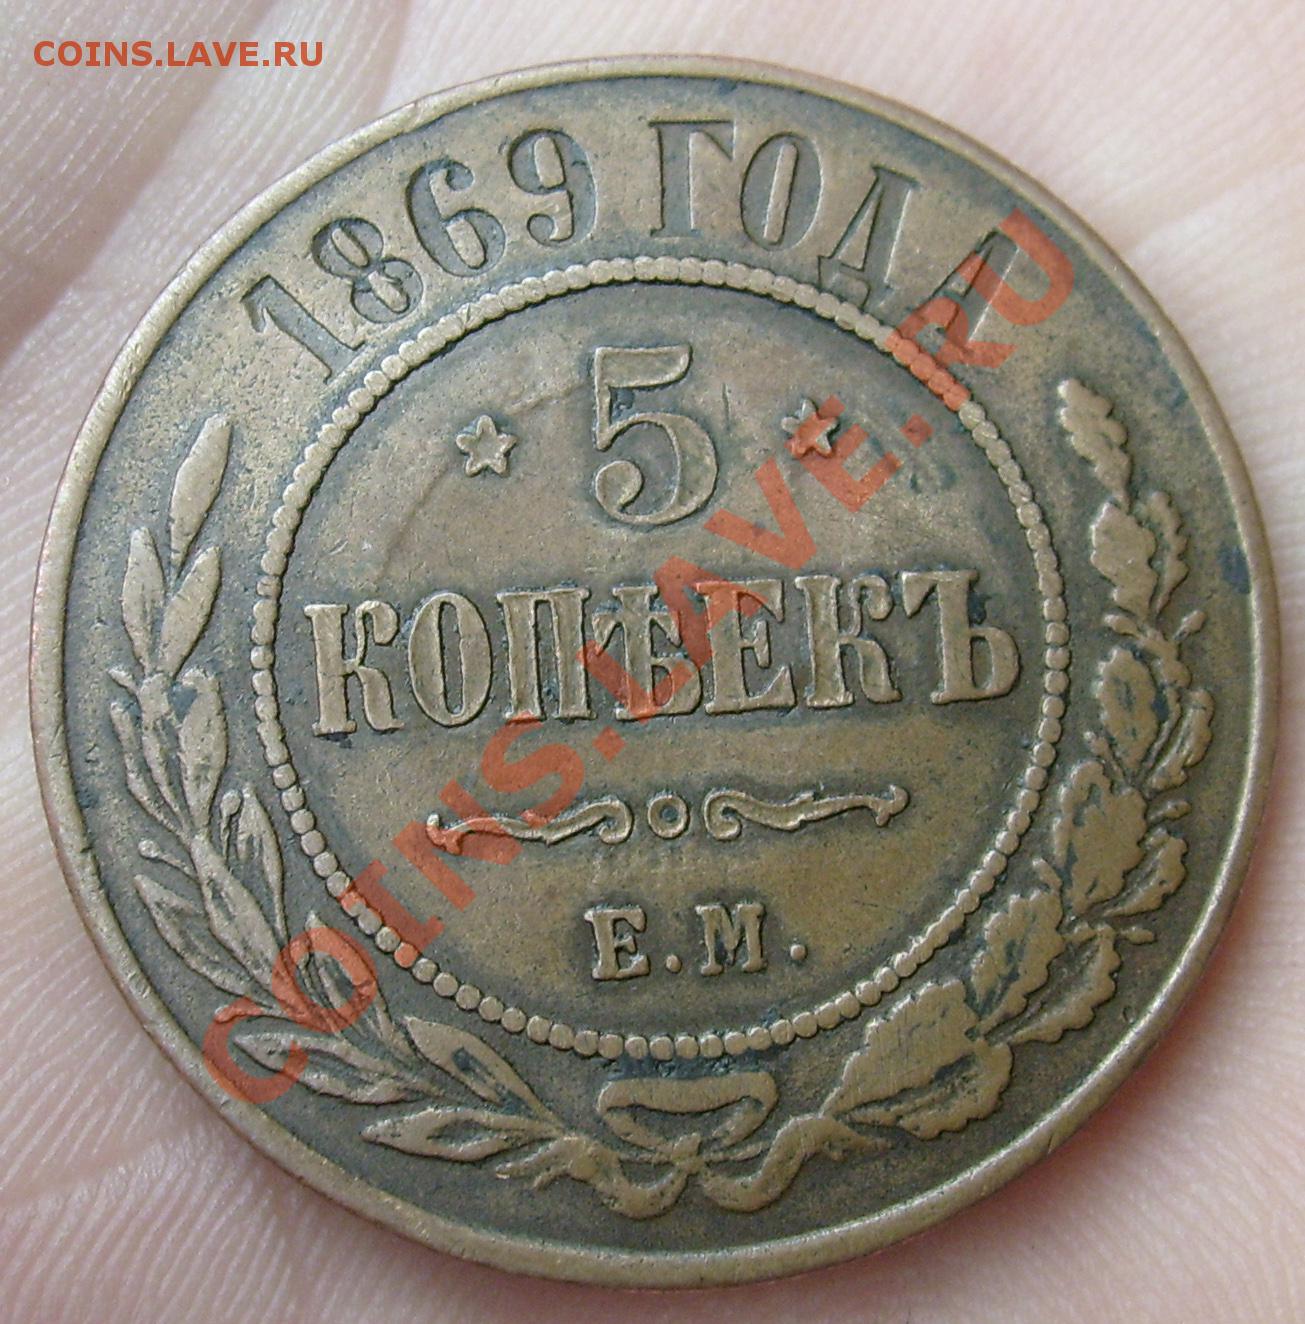 COINS.LAVE.RU
1869 ГОДА
5
КОПѢЕКЪ
Е.М.
COINS.LAVE.RU